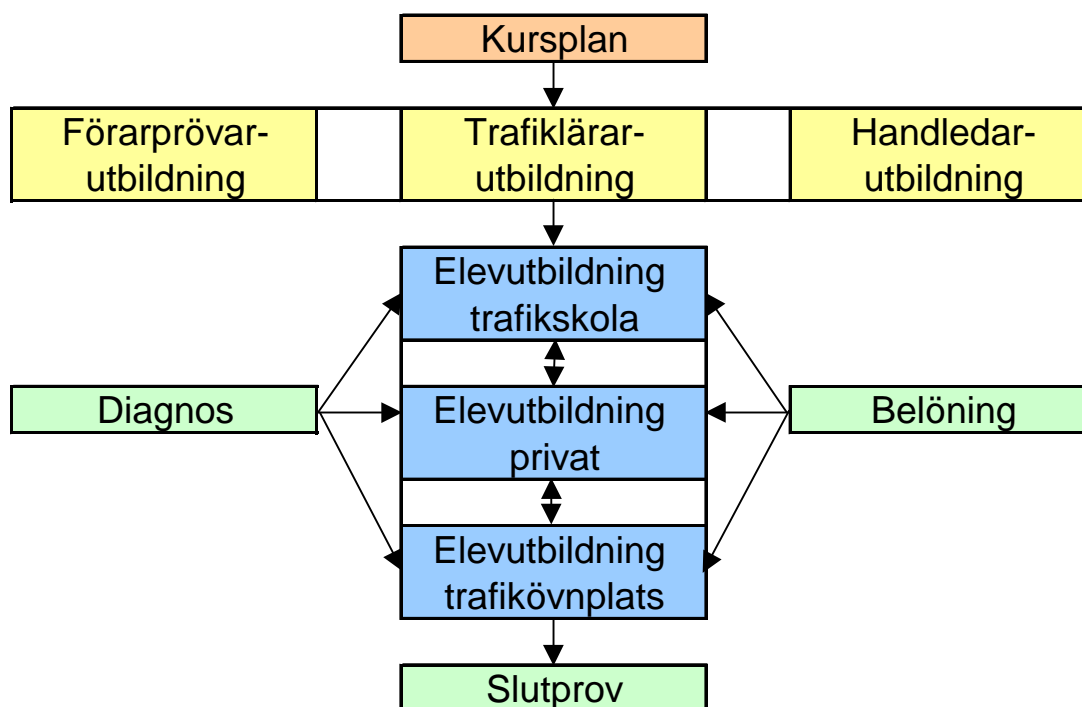 Kursplan
Förarprövar-
utbildning
Trafiklärar-
utbildning
Handledar-
utbildning
Elevutbildning
trafikskola
Diagnos
Elevutbildning
privat
Belöning
Elevutbildning
trafikövnplats
Slutprov